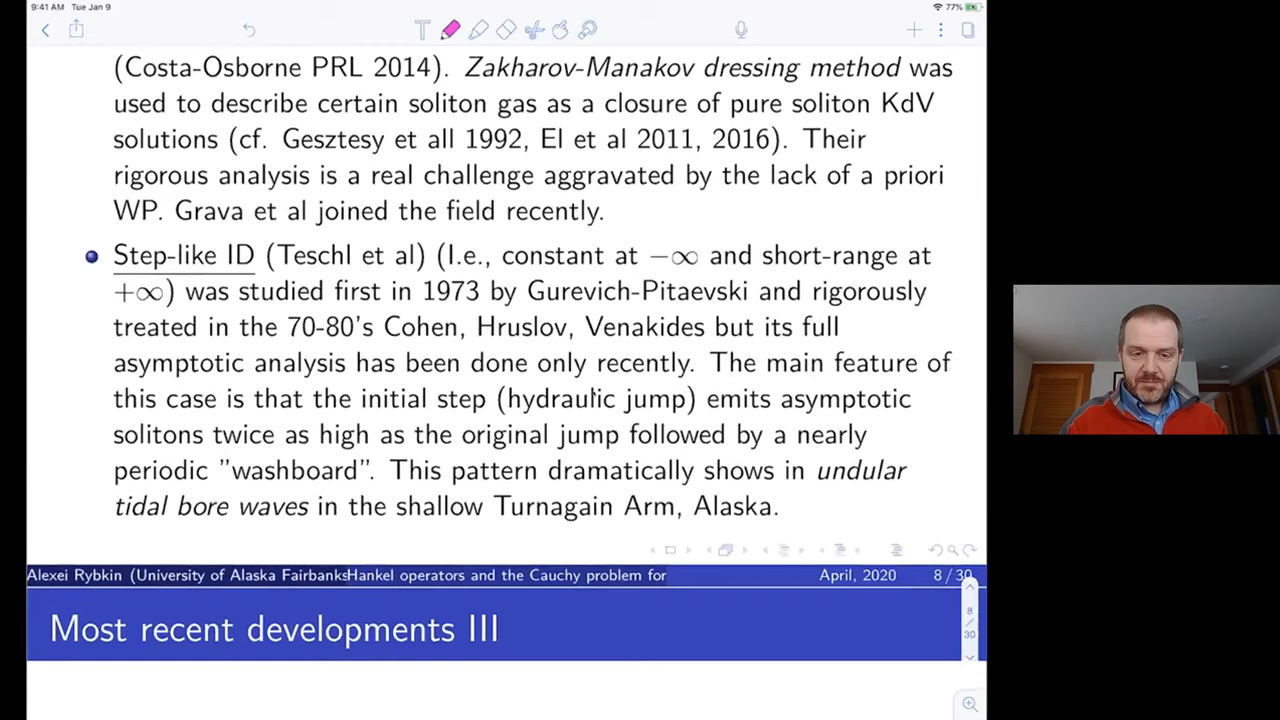 9:41 AM Tue Jan 9
77%
(Costa-Osborne PRL 2014). Zakharov-Manakov dressing method was
used to describe certain soliton gas as a closure of pure soliton KdV
solutions (cf. Gesztesy et all 1992, El et al 2011, 2016). Their
rigorous analysis is a real challenge aggravated by the lack of a priori
WP. Grava et al joined the field recently.
Step-like ID (Teschl et al) (I.e., constant at −∞ and short-range at
+∞) was studied first in 1973 by Gurevich-Pitaevski and rigorously
treated in the 70-80's Cohen, Hruslov, Venakides but its full
asymptotic analysis has been done only recently. The main feature of
this case is that the initial step (hydraulic jump) emits asymptotic
solitons twice as high as the original jump followed by a nearly
periodic "washboard". This pattern dramatically shows in undular
tidal bore waves in the shallow Turnagain Arm, Alaska.
Alexei Rybkin (University of Alaska Fairbanks Hankel operators and the Cauchy problem for April, 2020 8 / 30
Most recent developments III
8
/
30